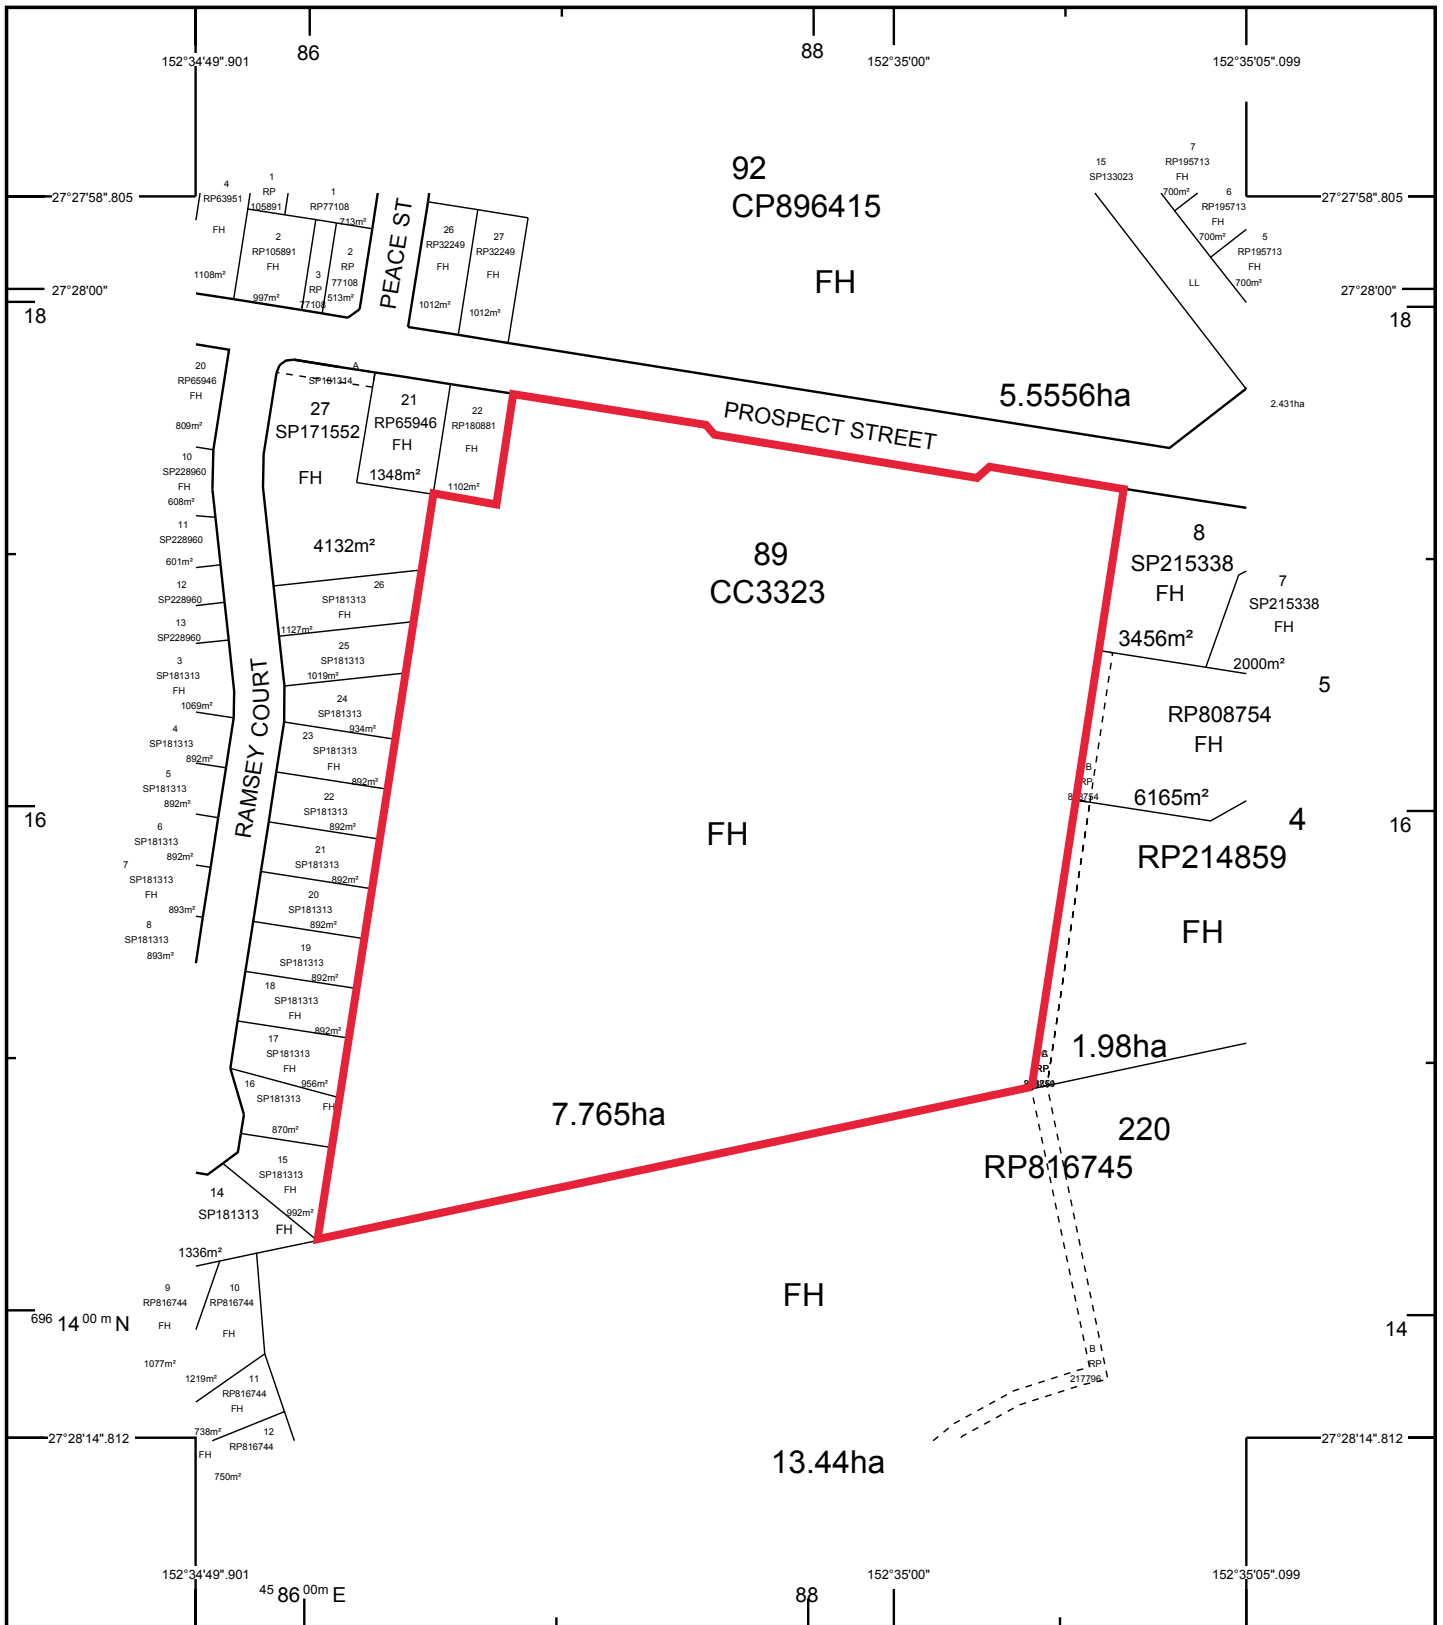 86
88
152°34'49".901
152°35'00"
152°35'05".099
27°27'58".805
27°27'58".805
27°28'00"
27°28'00"
18
18
4
RP63951
FH
1108m²
1
RP
105891
1
RP77108
713m²
2
RP105891
FH
997m²
3
RP
77108
2
RP
77108
513m²
PEACE ST
26
RP32249
FH
1012m²
27
RP32249
FH
1012m²
92
CP896415
FH
5.5556ha
15
SP133023
LL
7
RP195713
FH
700m²
6
RP195713
FH
700m²
5
RP195713
FH
700m²
2.431ha
PROSPECT STREET
20
RP65946
FH
809m²
A
SP181314
27
SP171552
FH
4132m²
21
RP65946
FH
1348m²
22
RP180881
FH
1102m²
10
SP228960
FH
608m²
11
SP228960
601m²
12
SP228960
13
SP228960
3
SP181313
FH
1069m²
4
SP181313
892m²
5
SP181313
892m²
6
SP181313
892m²
7
SP181313
FH
893m²
8
SP181313
893m²
RAMSEY COURT
26
SP181313
FH
1127m²
25
SP181313
1019m²
24
SP181313
934m²
23
SP181313
FH
892m²
22
SP181313
892m²
21
SP181313
892m²
20
SP181313
892m²
19
SP181313
892m²
18
SP181313
FH
892m²
17
SP181313
FH
956m²
16
SP181313
FH
870m²
15
SP181313
FH
992m²
14
SP181313
FH
1336m²
89
CC3323
FH
7.765ha
8
SP215338
FH
3456m²
7
SP215338
FH
2000m²
5
RP808754
FH
6165m²
B
RP
16
16
4
RP214859
FH
1.98ha
RP
220
RP816745
FH
13.44ha
B
RP
217796
9
RP816744
FH
1077m²
10
RP816744
FH
1219m²
11
RP816744
FH
738m²
12
RP816744
FH
750m²
696 14 00 m N
14
27°28'14".812
27°28'14".812
152°34'49".901
152°35'00"
152°35'05".099
45 86 00m E
88